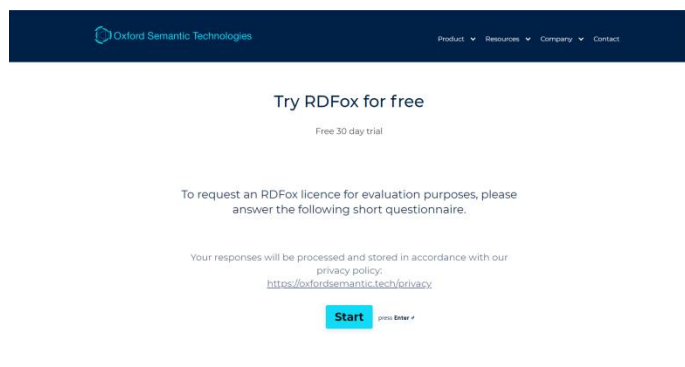 Oxford Semantic Technologies
Product Resources Company Contact
Try RDFox for free
Free 30 day trial
To request an RDFox licence for evaluation purposes, please
answer the following short questionnaire.
Your responses will be processed and stored in accordance with our
privacy policy:
https://oxfordsemantic.tech/privacy
Start press Enter ↵